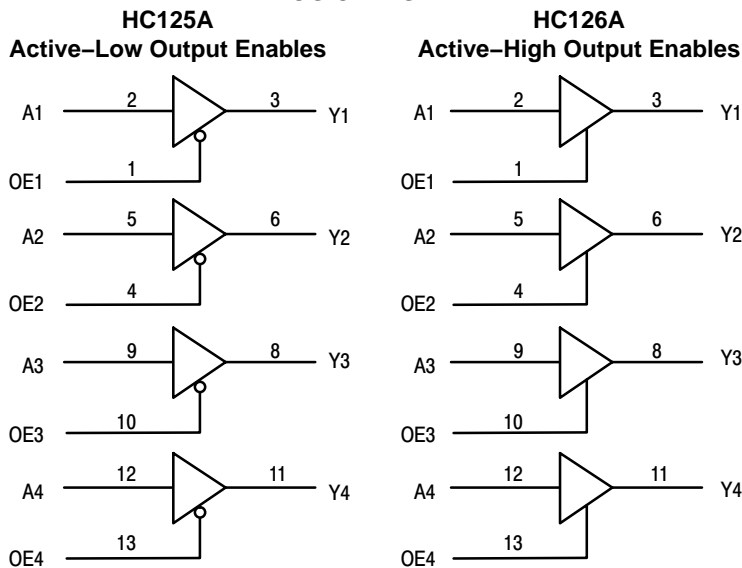 HC125A
Active–Low Output Enables
A1 2 3 Y1
OE1 1
A2 5 6 Y2
OE2 4
A3 9 8 Y3
OE3 10
A4 12 11 Y4
OE4 13
HC126A
Active–High Output Enables
A1 2 3 Y1
OE1 1
A2 5 6 Y2
OE2 4
A3 9 8 Y3
OE3 10
A4 12 11 Y4
OE4 13